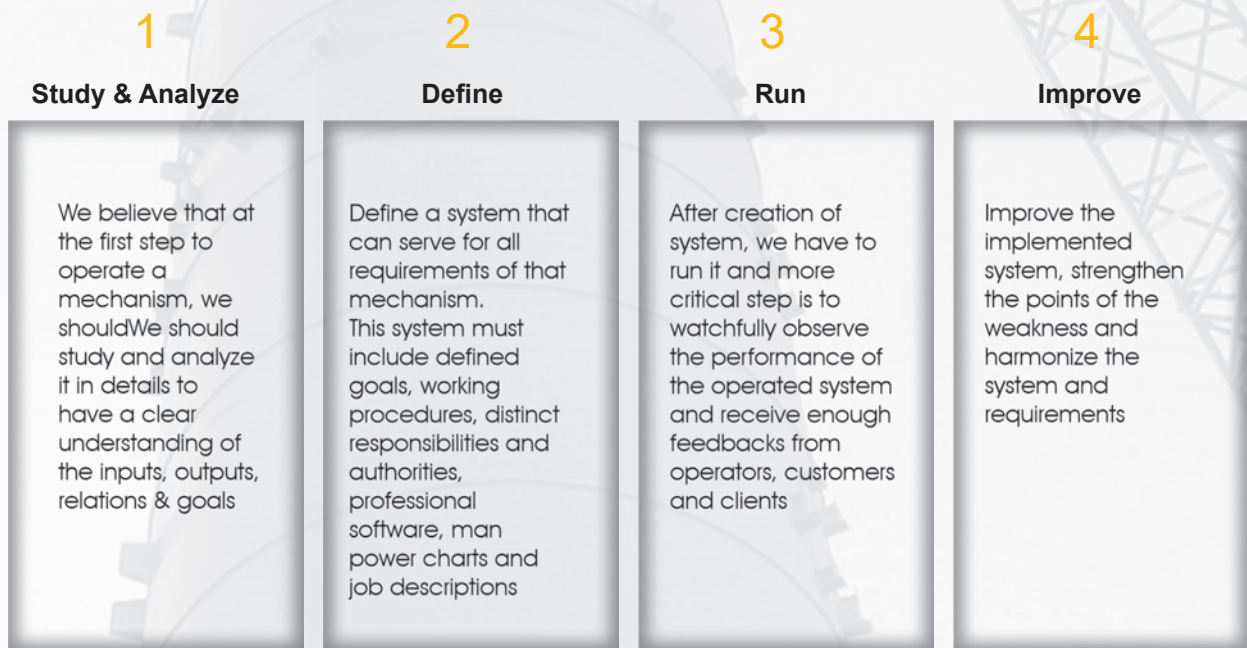 1
Study & Analyze
We believe that at
the first step to
operate a
mechanism, we
shouldWe should
study and analyze
it in details to
have a clear
understanding of
the inputs, outputs,
relations & goals
2
Define
Define a system that
can serve for all
requirements of that
mechanism.
This system must
include defined
goals, working
procedures, distinct
responsibilities and
authorities,
professional
software, man
power charts and
job descriptions
3
Run
After creation of
system, we have to
run it and more
critical step is to
watchfully observe
the performance of
the operated system
and receive enough
feedbacks from
operators, customers
and clients
4
Improve
Improve the
implemented
system, strengthen
the points of the
weakness and
harmonize the
system and
requirements